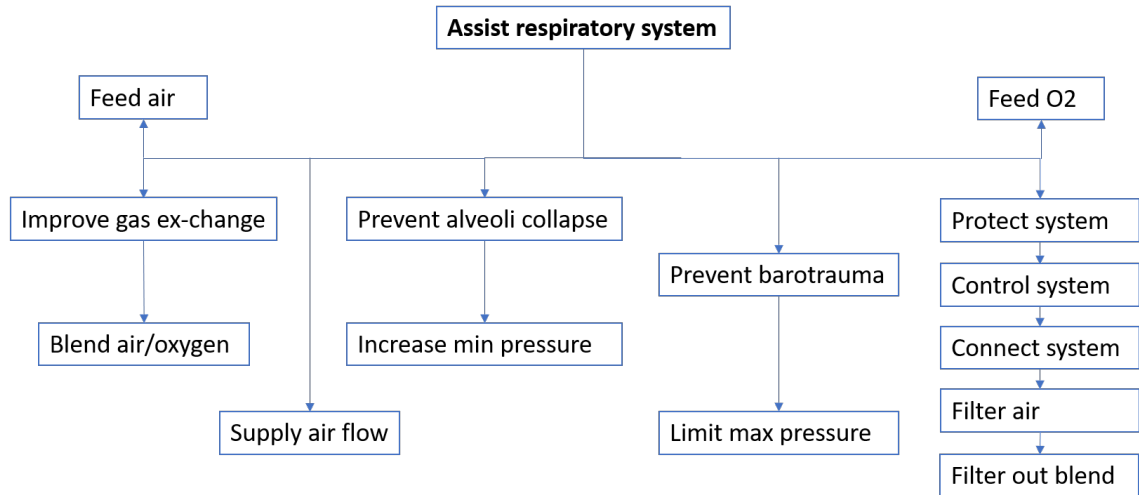 Assist respiratory system
Feed air
Feed O2
Improve gas ex-change
Prevent alveoli collapse
Protect system
Prevent barotrauma
Control system
Blend air/oxygen
Increase min pressure
Connect system
Filter air
Supply air flow
Limit max pressure
Filter out blend